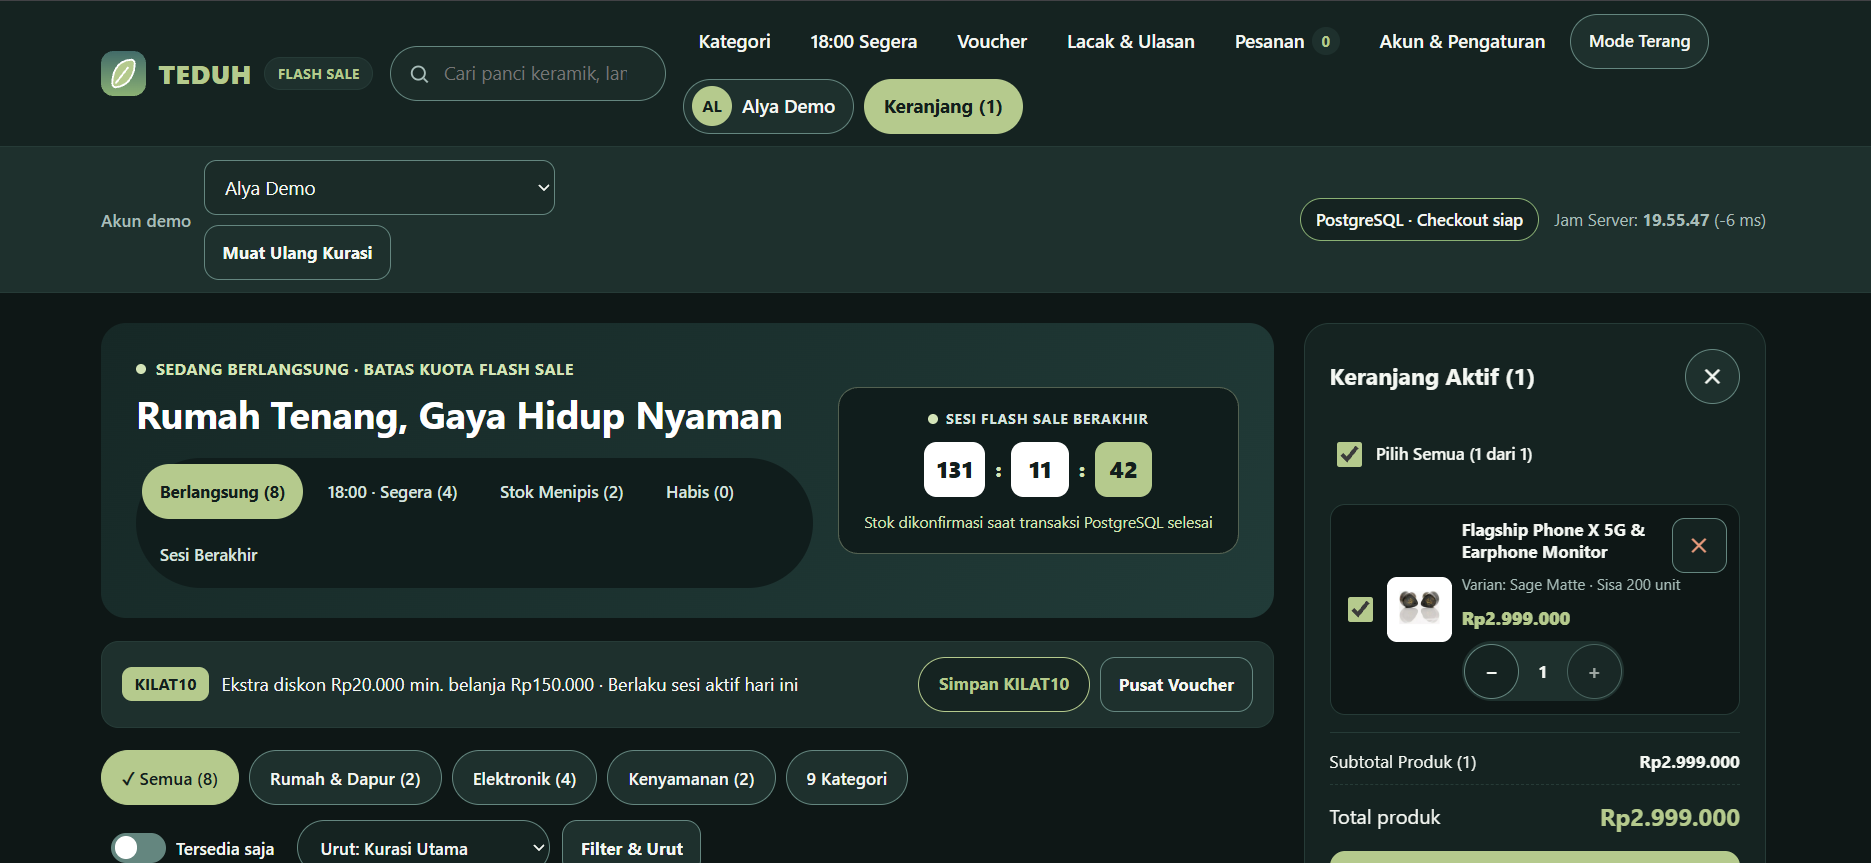 TEDUH
FLASH SALE
Cari panci keramik, lar
Kategori
18:00 Segera
Voucher
Lacak & Ulasan
Pesanan 0
Akun & Pengaturan
Mode Terang
AL Alya Demo
Keranjang (1)
Akun demo
Alya Demo
Muat Ulang Kurasi
PostgreSQL · Checkout siap
Jam Server: 19.55.47 (-6 ms)
SEDANG BERLANGSUNG · BATAS KUOTA FLASH SALE
Rumah Tenang, Gaya Hidup Nyaman
Berlangsung (8)
18:00 · Segera (4)
Stok Menipis (2)
Habis (0)
Sesi Berakhir
SESI FLASH SALE BERAKHIR
131 : 11 : 42
Stok dikonfirmasi saat transaksi PostgreSQL selesai
KILAT10
Ekstra diskon Rp20.000 min. belanja Rp150.000 · Berlaku sesi aktif hari ini
Simpan KILAT10
Pusat Voucher
✓ Semua (8)
Rumah & Dapur (2)
Elektronik (4)
Kenyamanan (2)
9 Kategori
Tersedia saja
Urut: Kurasi Utama
Filter & Urut
Keranjang Aktif (1)
Pilih Semua (1 dari 1)
Flagship Phone X 5G &
Earphone Monitor
Varian: Sage Matte · Sisa 200 unit
Rp2.999.000
− 1 +
Subtotal Produk (1) Rp2.999.000
Total produk Rp2.999.000